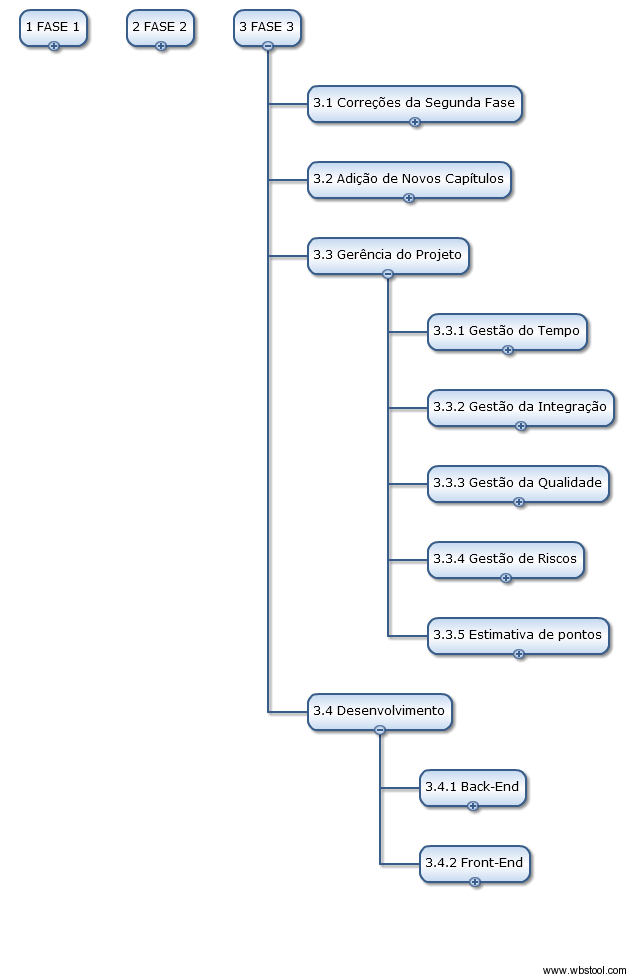 1 FASE 1
2 FASE 2
3 FASE 3
3.1 Correções da Segunda Fase
3.2 Adição de Novos Capítulos
3.3 Gerência do Projeto
3.3.1 Gestão do Tempo
3.3.2 Gestão da Integração
3.3.3 Gestão da Qualidade
3.3.4 Gestão de Riscos
3.3.5 Estimativa de pontos
3.4 Desenvolvimento
3.4.1 Back-End
3.4.2 Front-End
www.wbstool.com